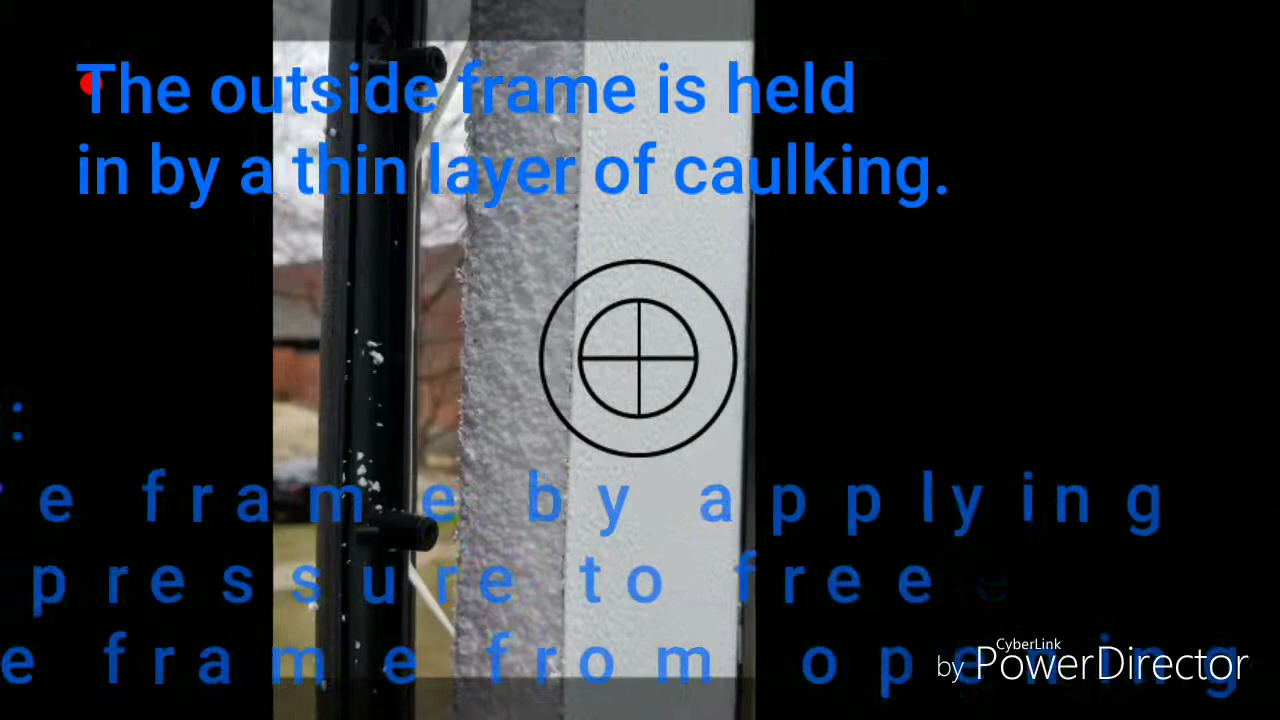 The outside frame is held
in by a thin layer of caulking.
:
e frame by applying
pressure to free
e frame from opening
CyberLink
by PowerDirector